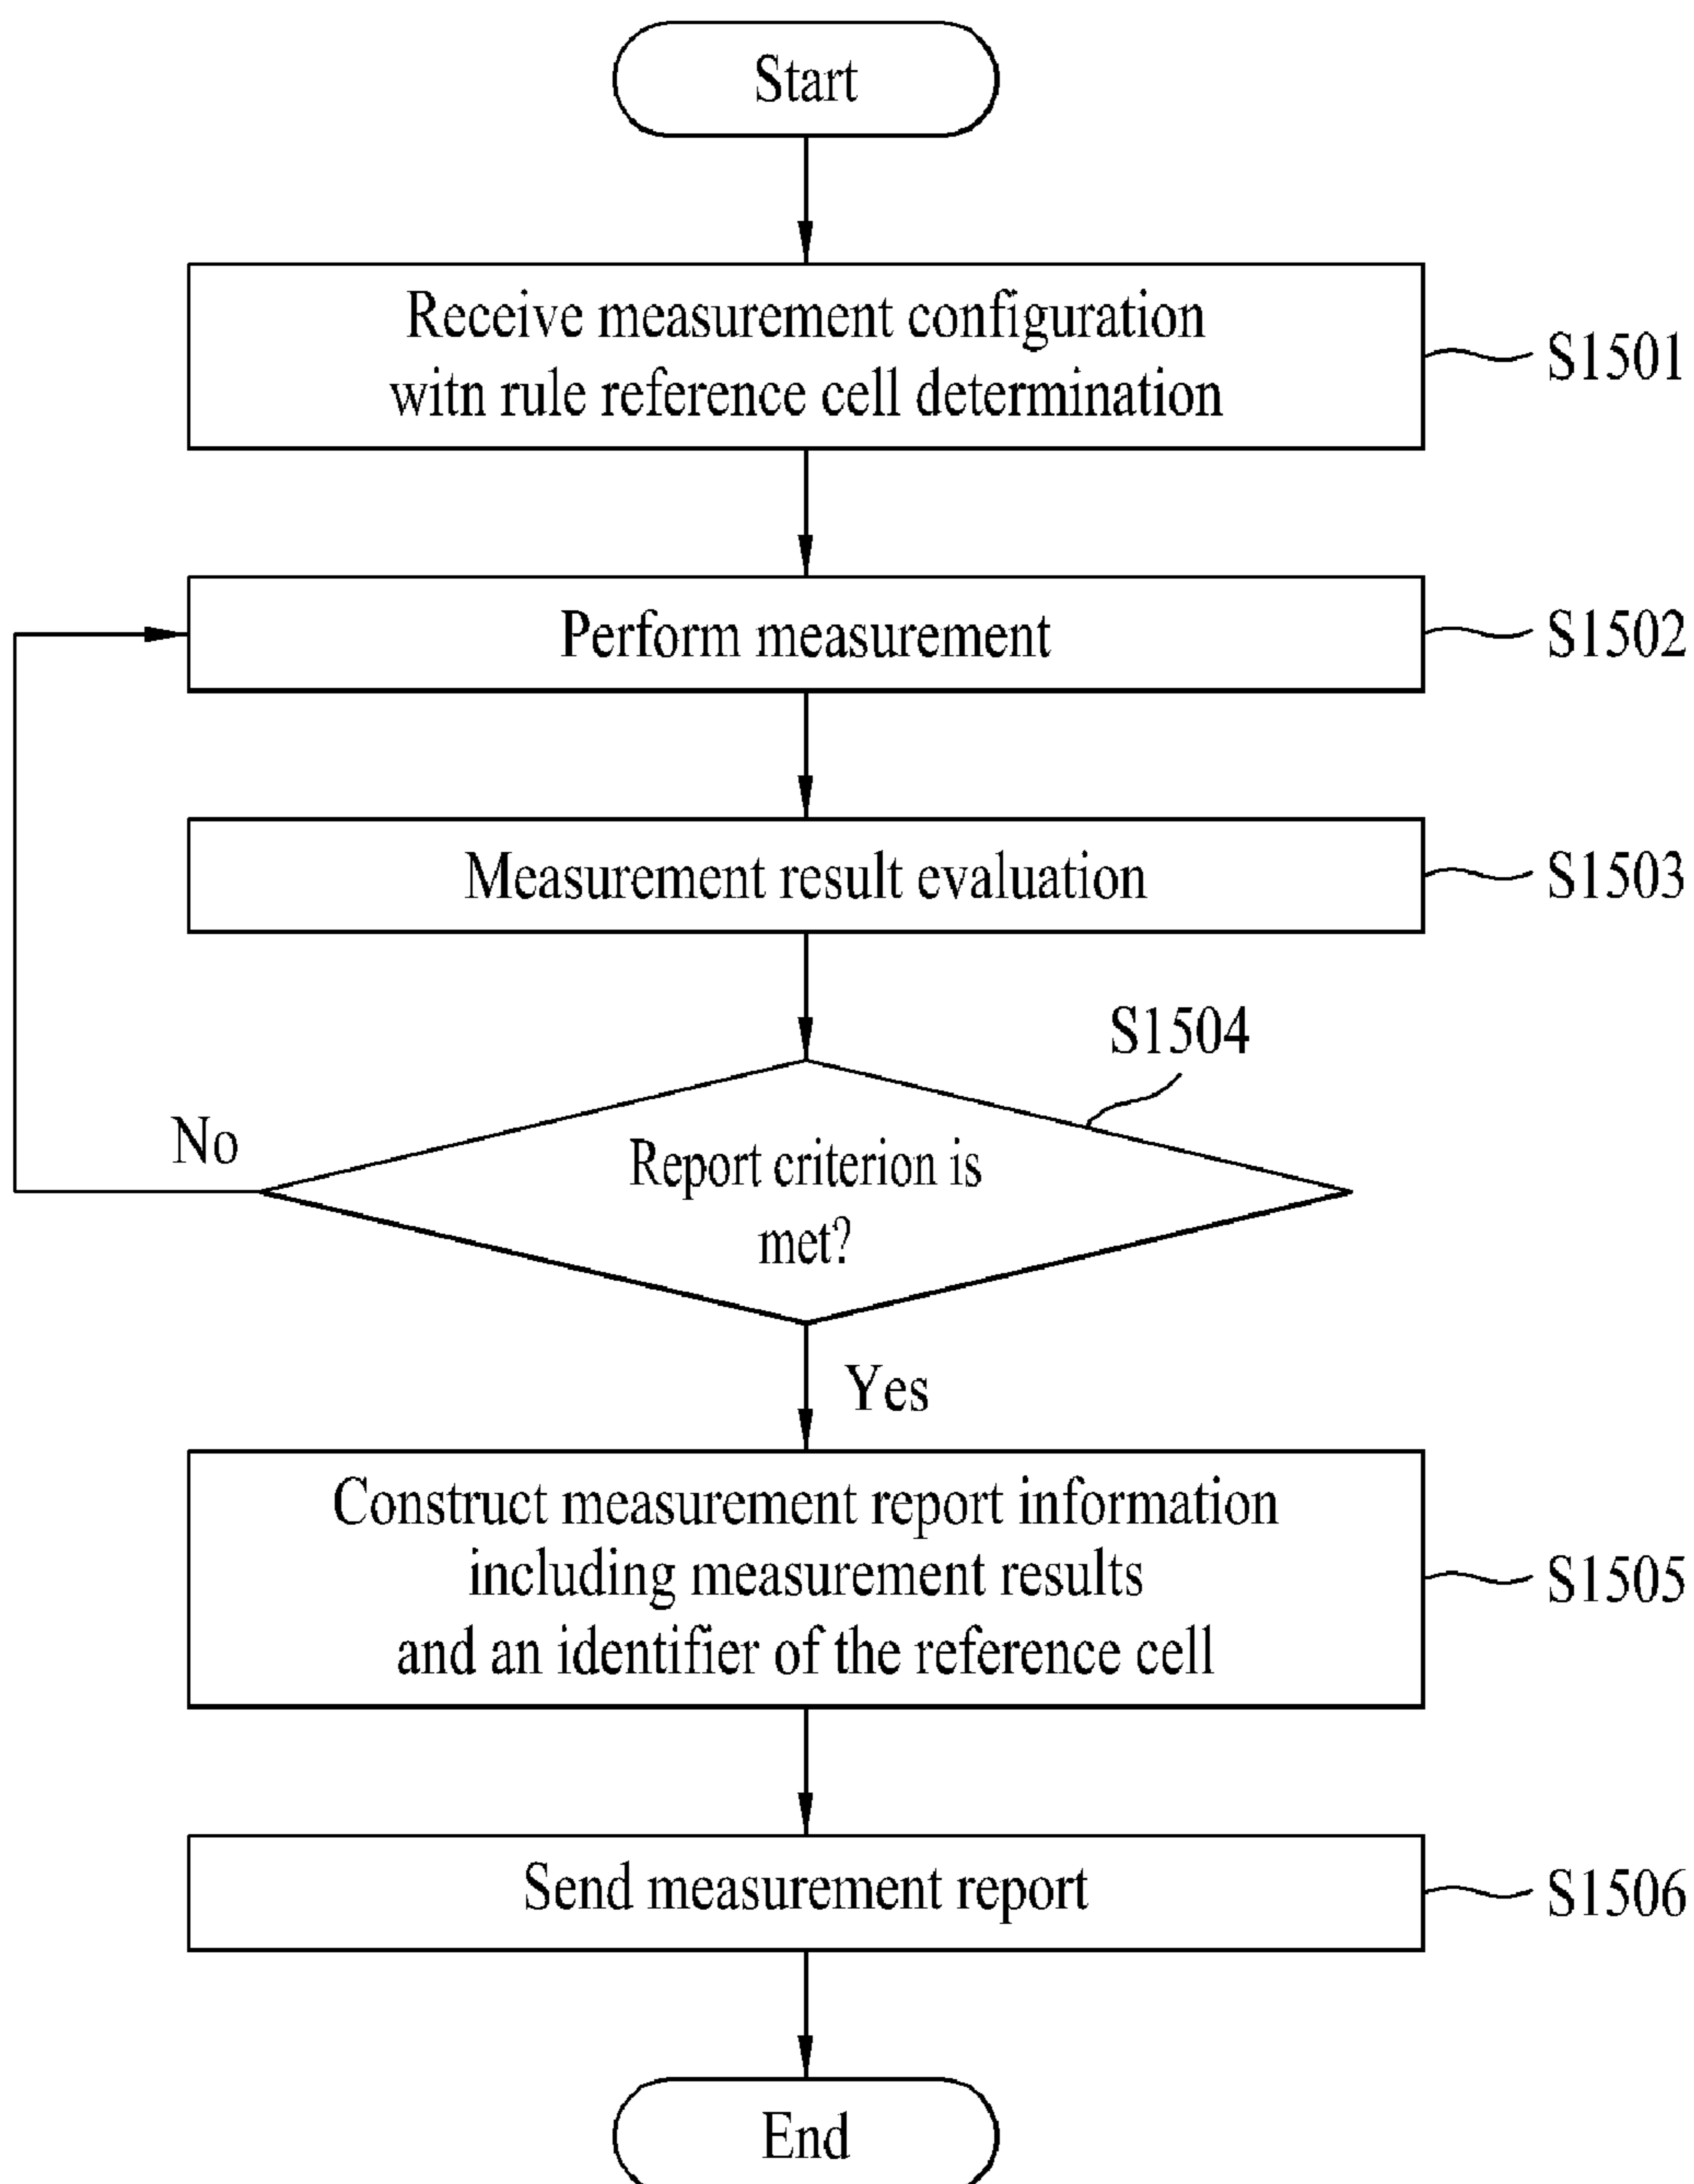 Start
Receive measurement configuration
witn rule reference cell determination
S1501
Perform measurement
S1502
Measurement result evaluation
S1503
S1504
No
Report criterion is
met?
Yes
Construct measurement report information
including measurement results
and an identifier of the reference cell
S1505
Send measurement report
S1506
End